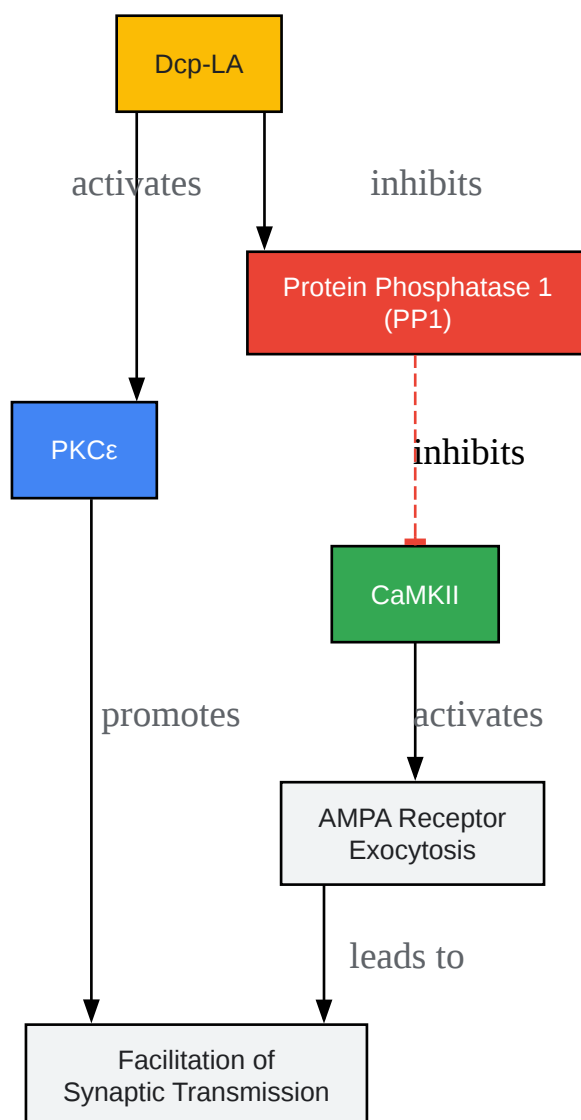 Dcp-LA
activates
inhibits
Protein Phosphatase 1
(PP1)
PKCε
inhibits
CaMKII
promotes
activates
AMPA Receptor
Exocytosis
leads to
Facilitation of
Synaptic Transmission